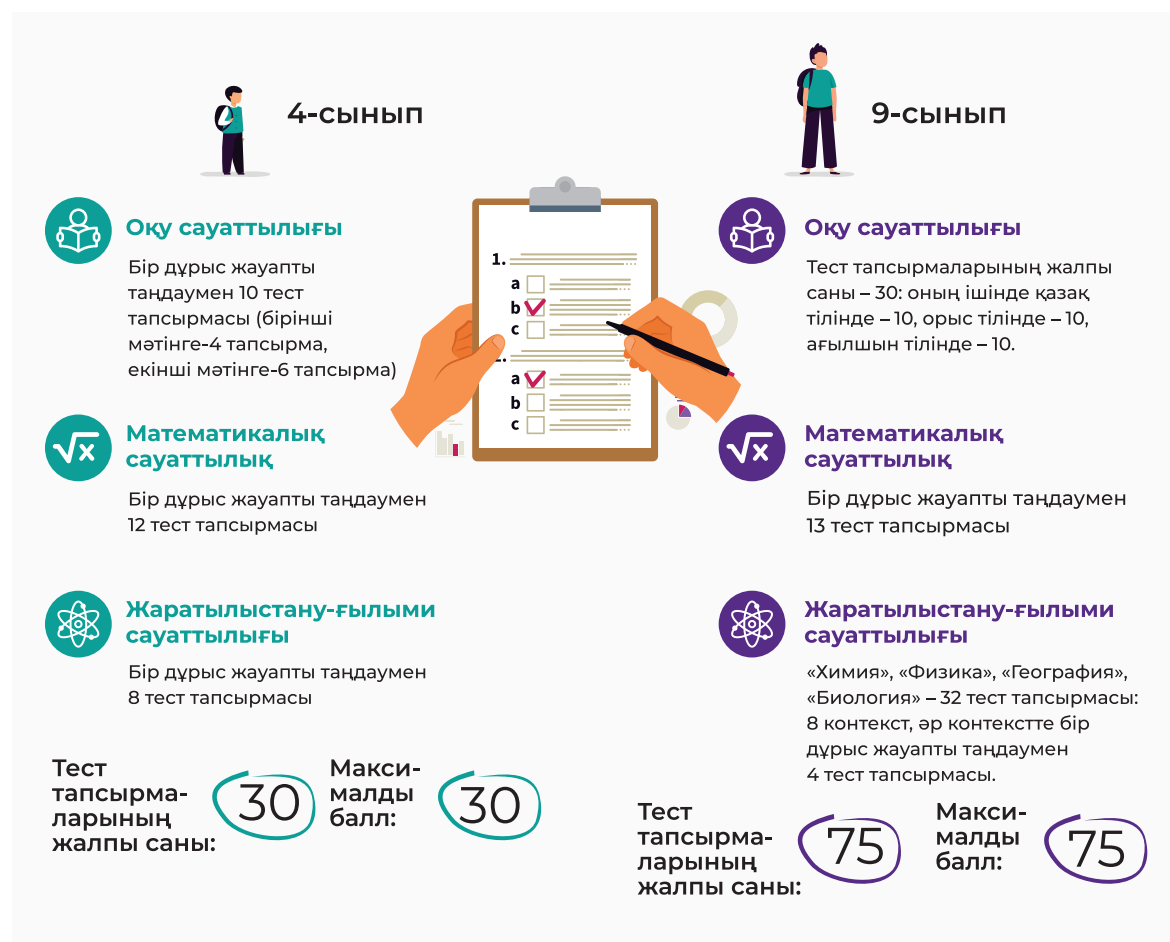 4-сынып
Оқу сауаттылығы
Бір дұрыс жауапты
таңдаумен 10 тест
тапсырмасы (бірінші
мәтінге-4 тапсырма,
екінші мәтінге-6 тапсырма)
Математикалық
сауаттылық
Бір дұрыс жауапты таңдаумен
12 тест тапсырмасы
Жаратылыстану-ғылыми
сауаттылығы
Бір дұрыс жауапты таңдаумен
8 тест тапсырмасы
Тест
тапсырма-
ларының
жалпы саны:
30
Макси-
малды
балл:
30
1.
a
b
c
2.
a
b
c
9-сынып
Оқу сауаттылығы
Тест тапсырмаларының жалпы
саны – 30: оның ішінде қазақ
тілінде – 10, орыс тілінде – 10,
ағылшын тілінде – 10.
Математикалық
сауаттылық
Бір дұрыс жауапты таңдаумен
13 тест тапсырмасы
Жаратылыстану-ғылыми
сауаттылығы
«Химия», «Физика», «География»,
«Биология» – 32 тест тапсырмасы:
8 контекст, әр контекстте бір
дұрыс жауапты таңдаумен
4 тест тапсырмасы.
Тест
тапсырма-
ларының
жалпы саны:
75
Макси-
малды
балл:
75